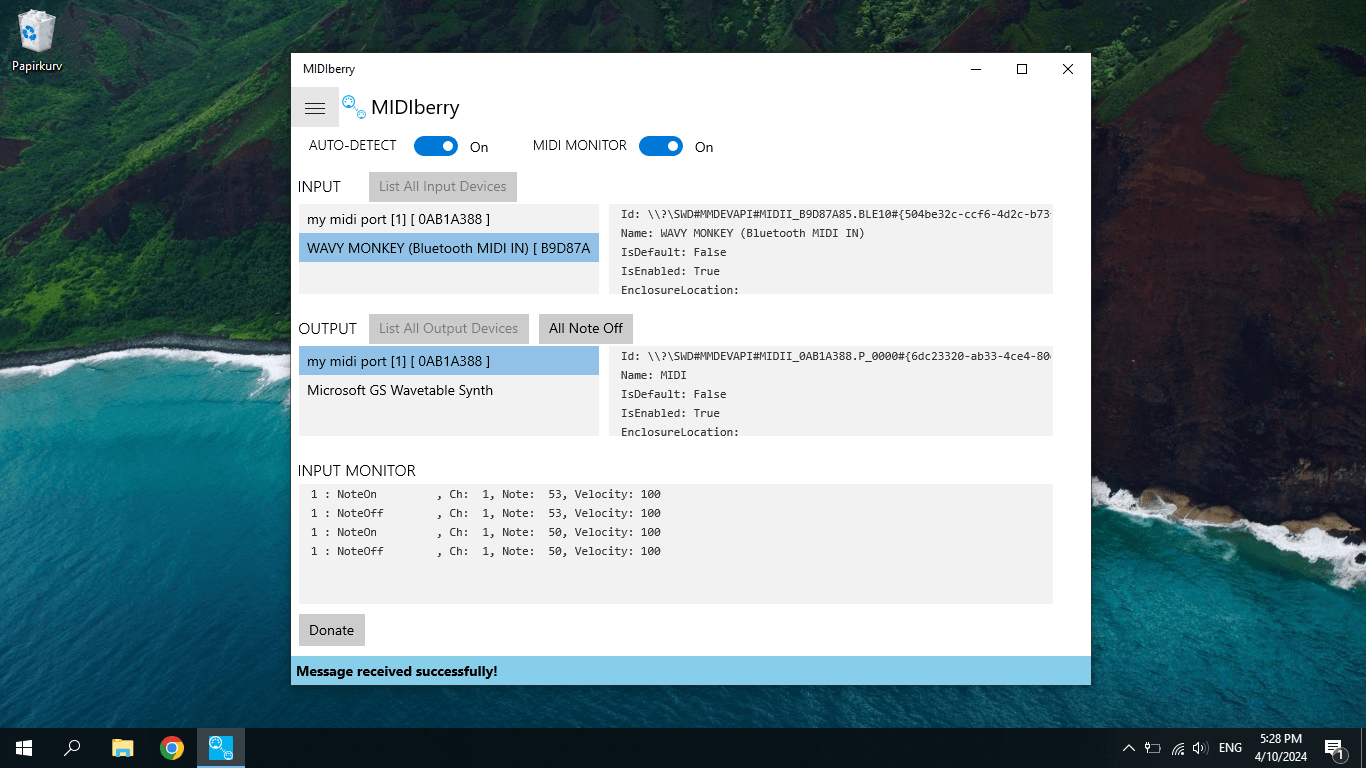 Papirkurv
MIDIberry
MIDIberry
AUTO-DETECT On MIDI MONITOR On
INPUT List All Input Devices
my midi port [1] [ 0AB1A388 ]
WAVY MONKEY (Bluetooth MIDI IN) [ B9D87A
Id: \\?\SWD#MMDEVAPI#MIDII_B9D87A85.BLE10#{504be32c-ccf6-4d2c-b73
Name: WAVY MONKEY (Bluetooth MIDI IN)
IsDefault: False
IsEnabled: True
EnclosureLocation:
OUTPUT List All Output Devices All Note Off
my midi port [1] [ 0AB1A388 ]
Microsoft GS Wavetable Synth
Id: \\?\SWD#MMDEVAPI#MIDII_0AB1A388.P_0000#{6dc23320-ab33-4ce4-80
Name: MIDI
IsDefault: False
IsEnabled: True
EnclosureLocation:
INPUT MONITOR
1 : NoteOn , Ch: 1, Note: 53, Velocity: 100
1 : NoteOff , Ch: 1, Note: 53, Velocity: 100
1 : NoteOn , Ch: 1, Note: 50, Velocity: 100
1 : NoteOff , Ch: 1, Note: 50, Velocity: 100
Donate
Message received successfully!
ENG
5:28 PM
4/10/2024
1